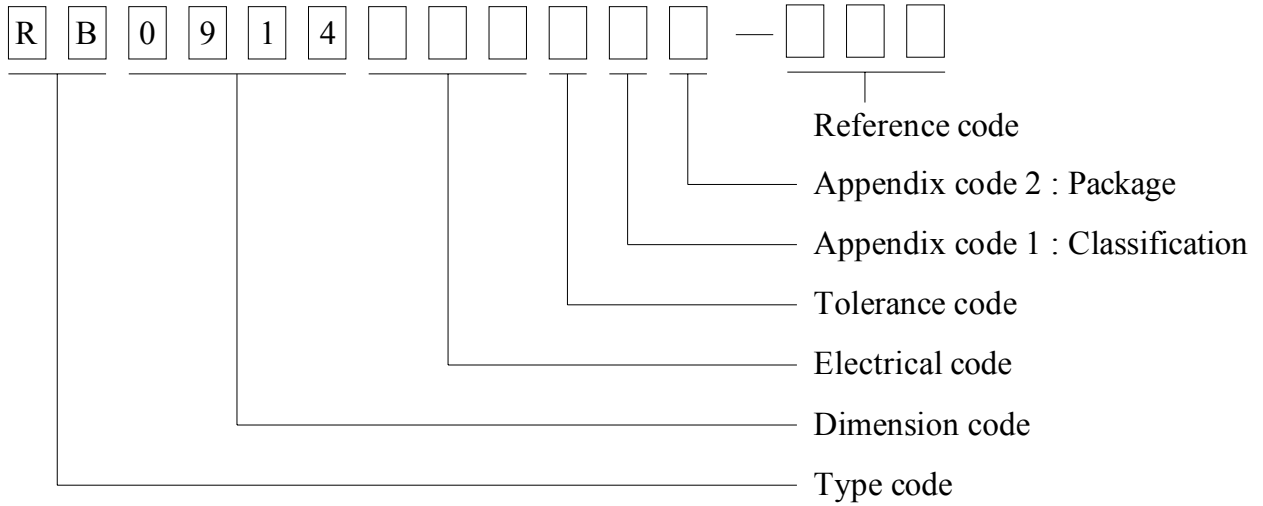 R B 0 9 1 4 —
Reference code
Appendix code 2 : Package
Appendix code 1 : Classification
Tolerance code
Electrical code
Dimension code
Type code